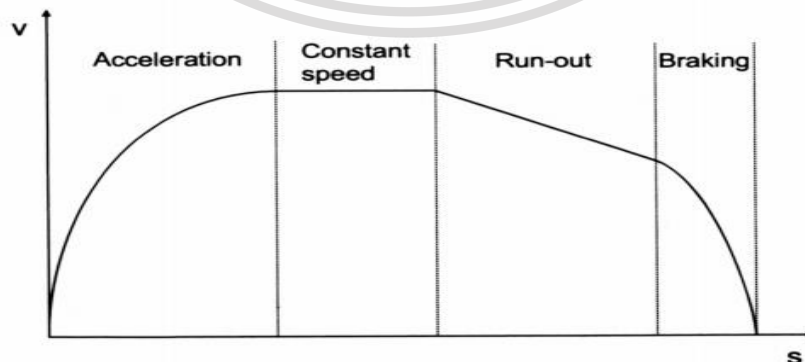 v
Acceleration
Constant
speed
Run-out
Braking
s